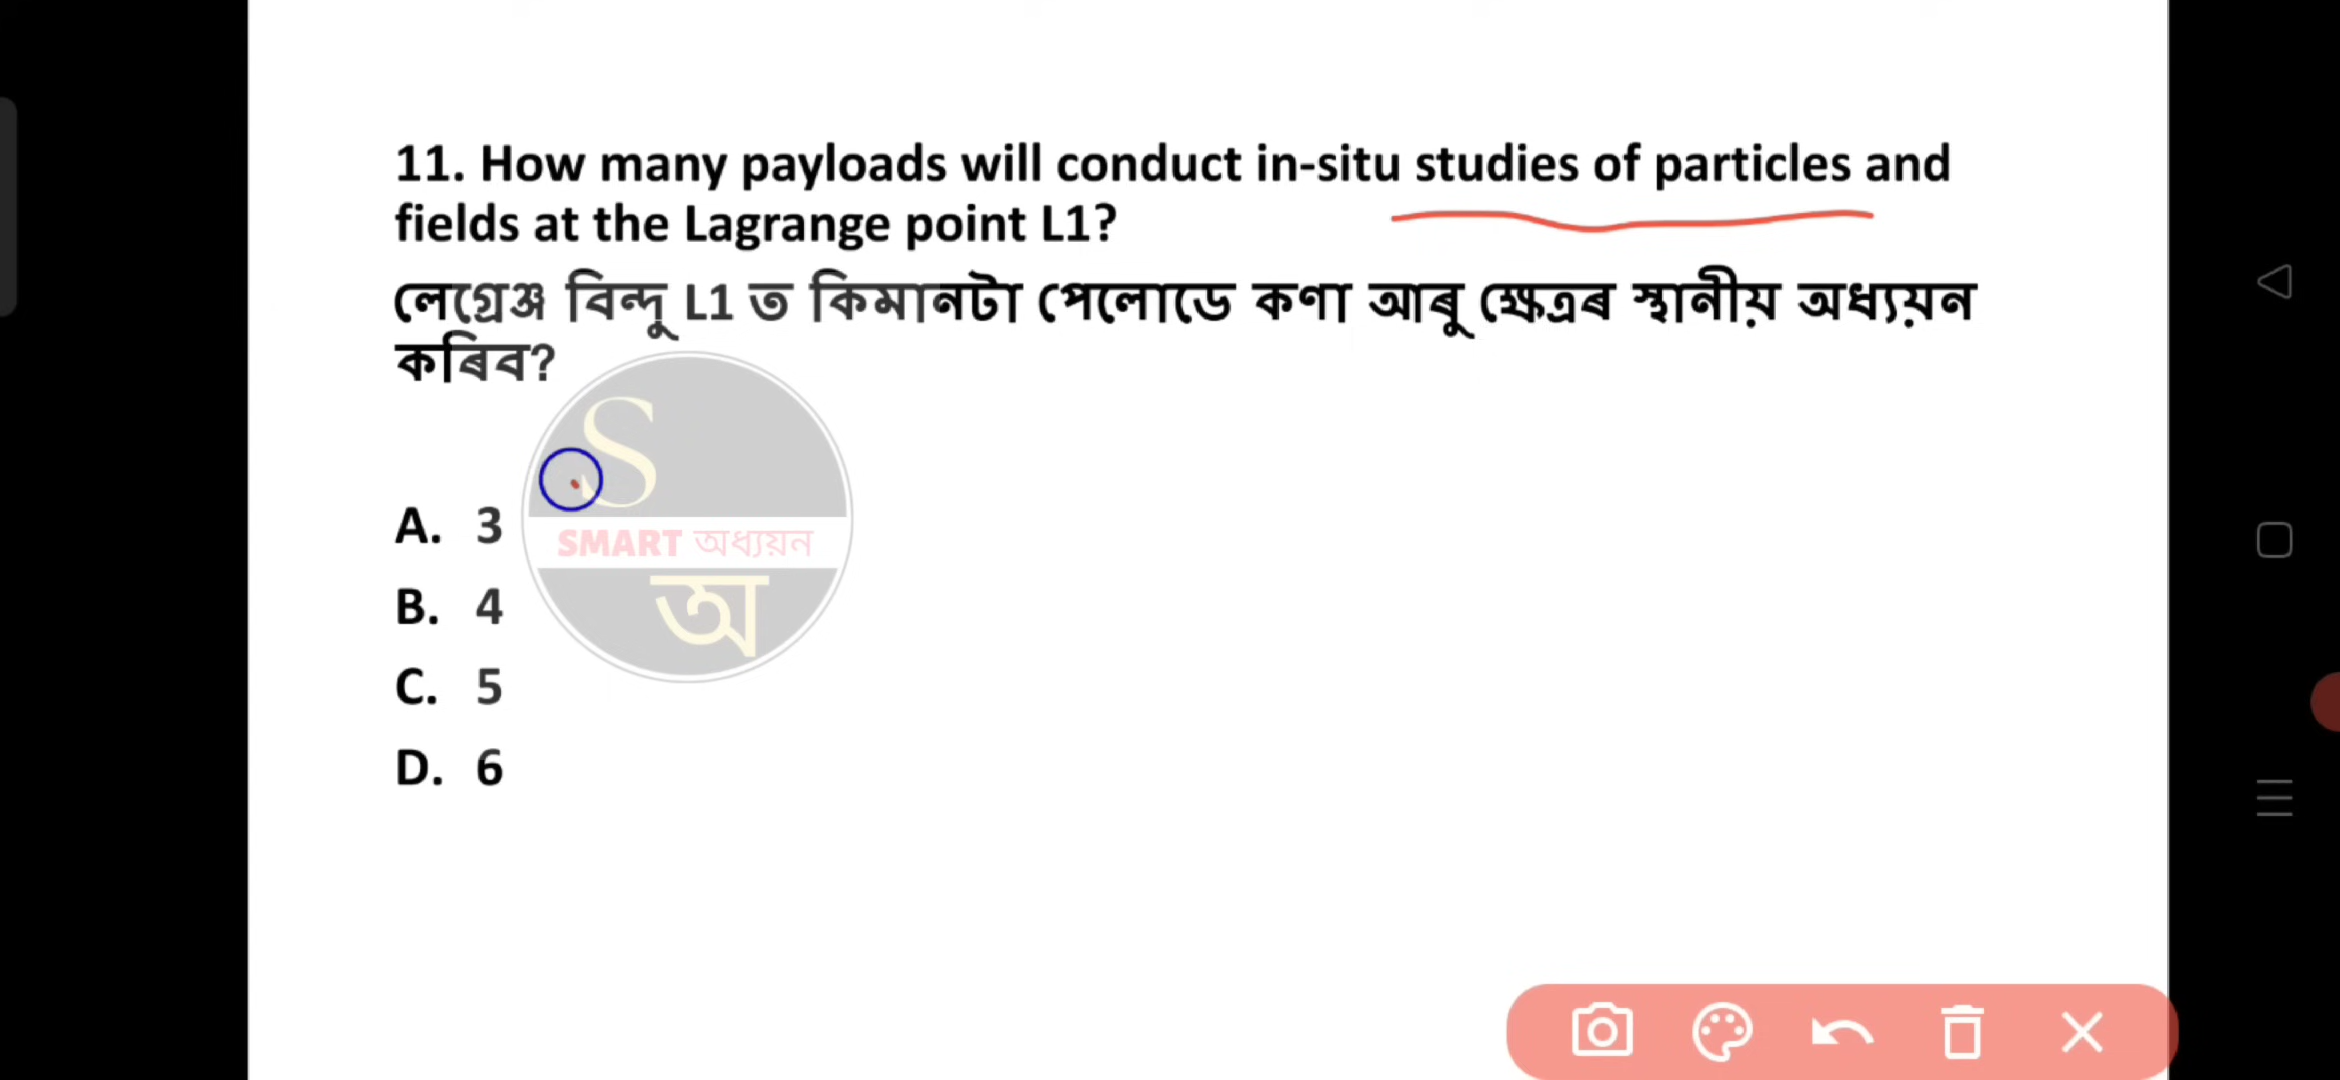 11. How many payloads will conduct in-situ studies of particles and
fields at the Lagrange point L1?
লেগ্ৰেঞ্জ বিন্দু L1 ত কিমানটা পেলোডে কণা আৰু ক্ষেত্ৰৰ স্থানীয় অধ্যয়ন
কৰিব?
S
A. 3
SMART অধ্যয়ন
B. 4
অ
C. 5
D. 6